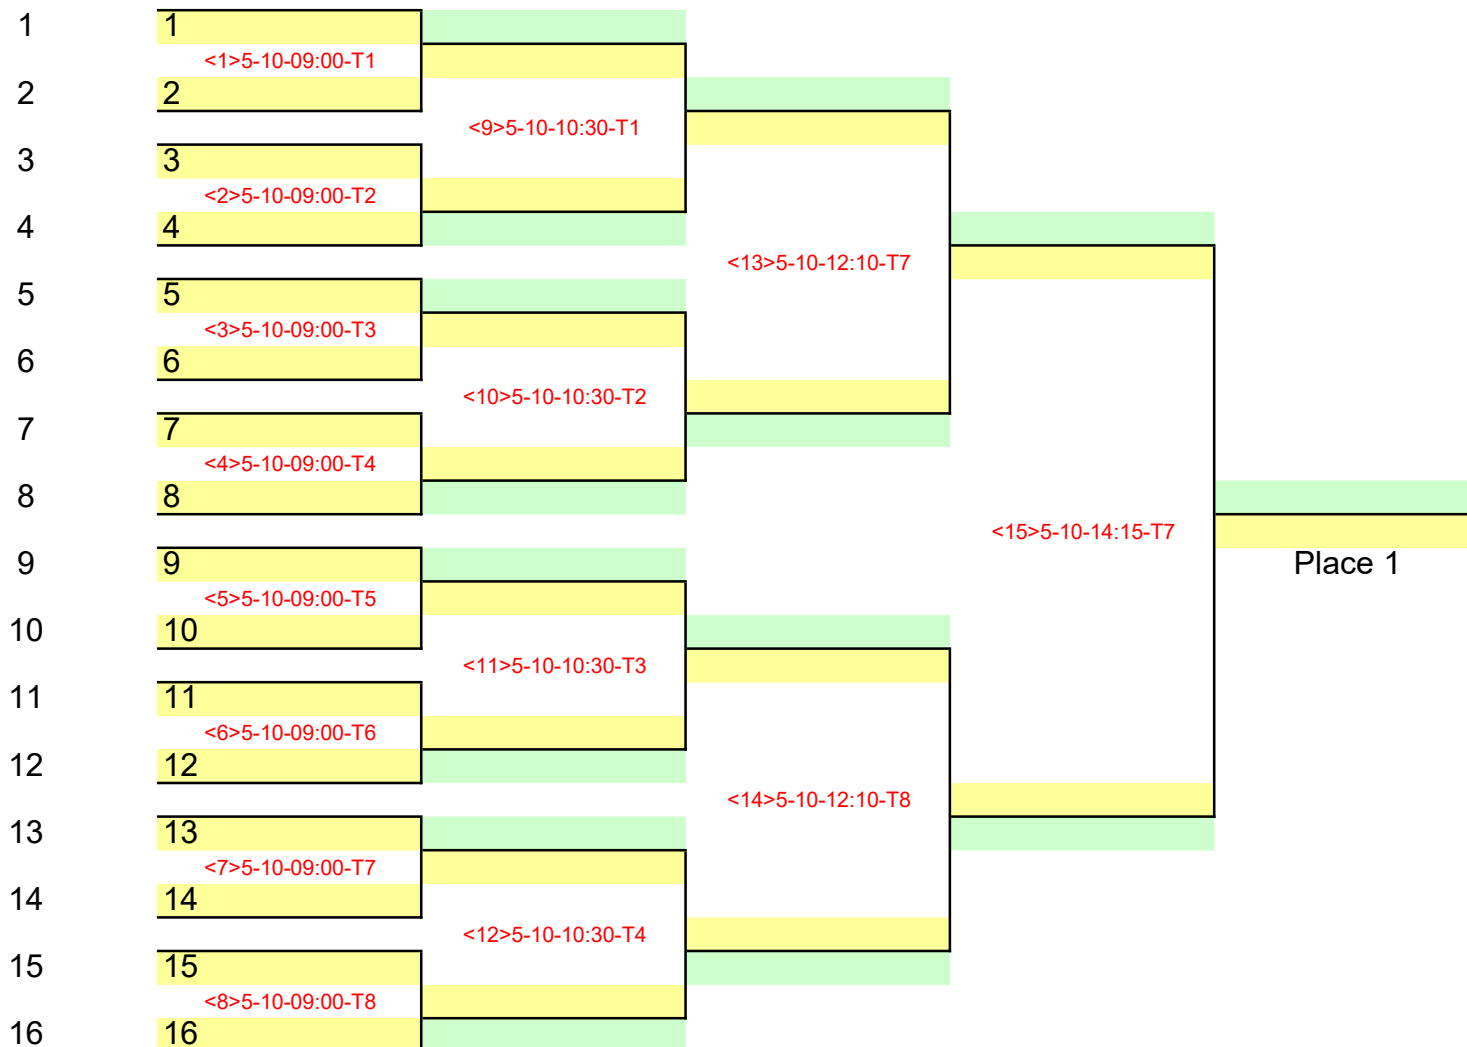 1 1
<1>5-10-09:00-T1
2 2
<9>5-10-10:30-T1
3 3
<2>5-10-09:00-T2
4 4
<13>5-10-12:10-T7
5 5
<3>5-10-09:00-T3
6 6
<10>5-10-10:30-T2
7 7
<4>5-10-09:00-T4
8 8
<15>5-10-14:15-T7
9 9
Place 1
<5>5-10-09:00-T5
10 10
<11>5-10-10:30-T3
11 11
<6>5-10-09:00-T6
12 12
<14>5-10-12:10-T8
13 13
<7>5-10-09:00-T7
14 14
<12>5-10-10:30-T4
15 15
<8>5-10-09:00-T8
16 16